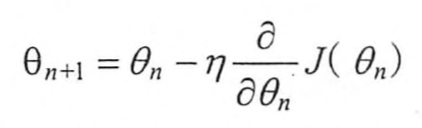 θₙ₊₁ = θₙ − η ∂/∂θₙ J( θₙ)